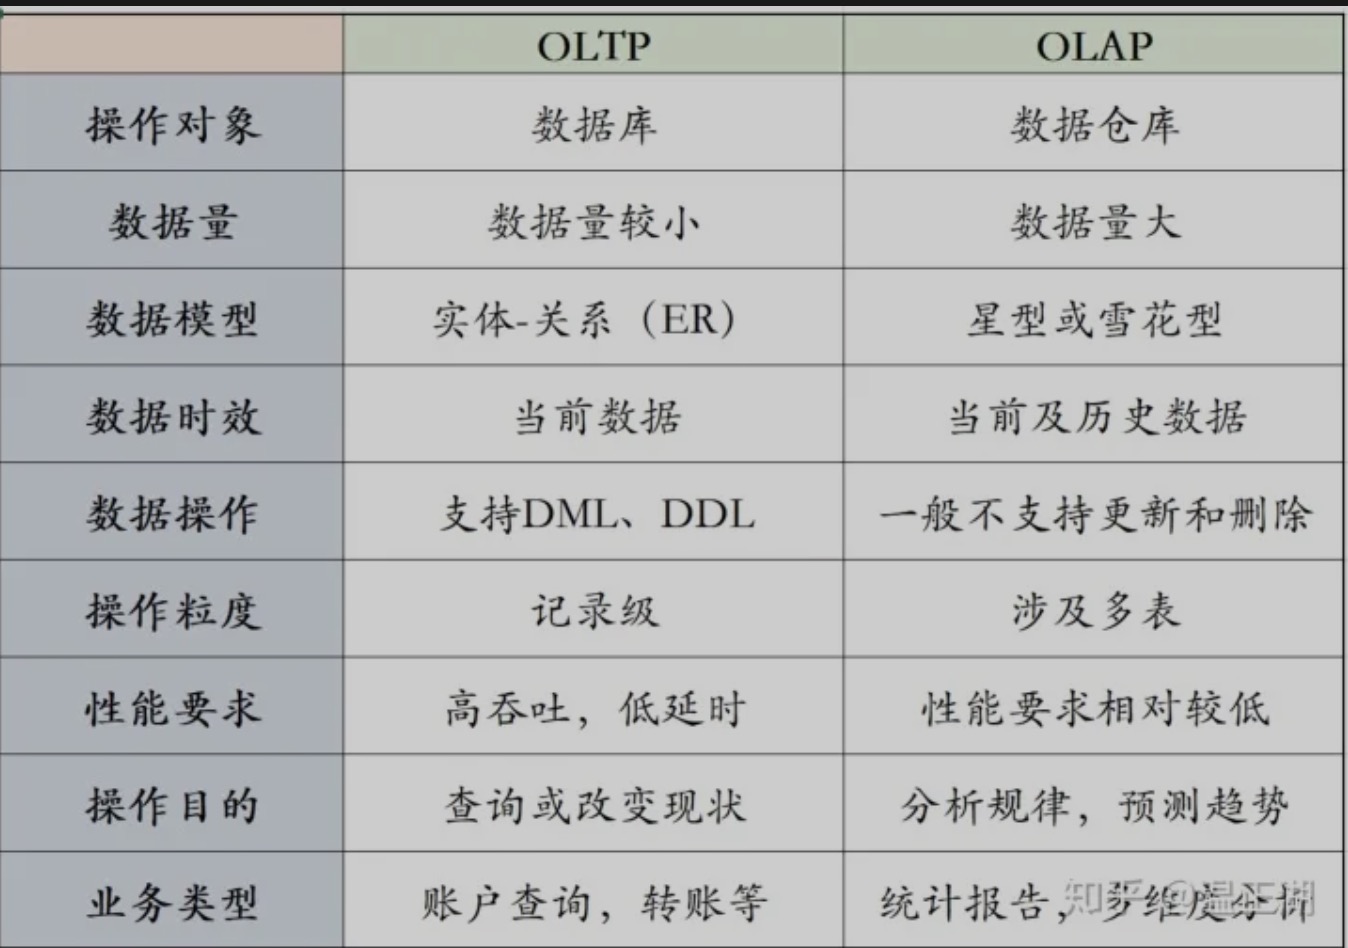 OLTP OLAP
操作对象 数据库 数据仓库
数据量 数据量较小 数据量大
数据模型 实体-关系（ER） 星型或雪花型
数据时效 当前数据 当前及历史数据
数据操作 支持DML、DDL 一般不支持更新和删除
操作粒度 记录级 涉及多表
性能要求 高吞吐，低延时 性能要求相对较低
操作目的 查询或改变现状 分析规律，预测趋势
业务类型 账户查询，转账等 统计报告，多维度分析
知乎 @温正湖